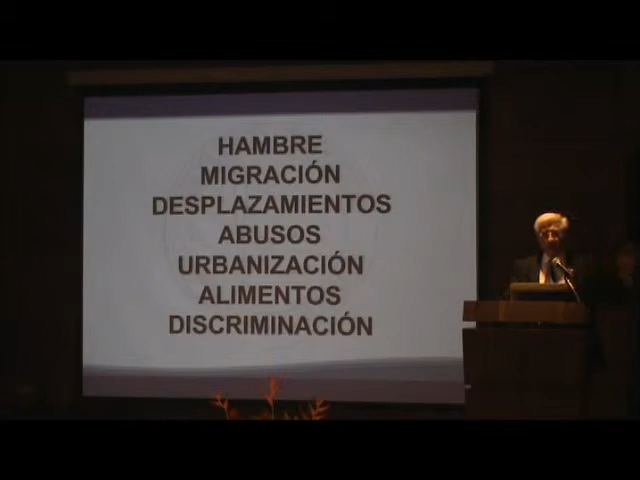 HAMBRE
MIGRACIÓN
DESPLAZAMIENTOS
ABUSOS
URBANIZACIÓN
ALIMENTOS
DISCRIMINACIÓN